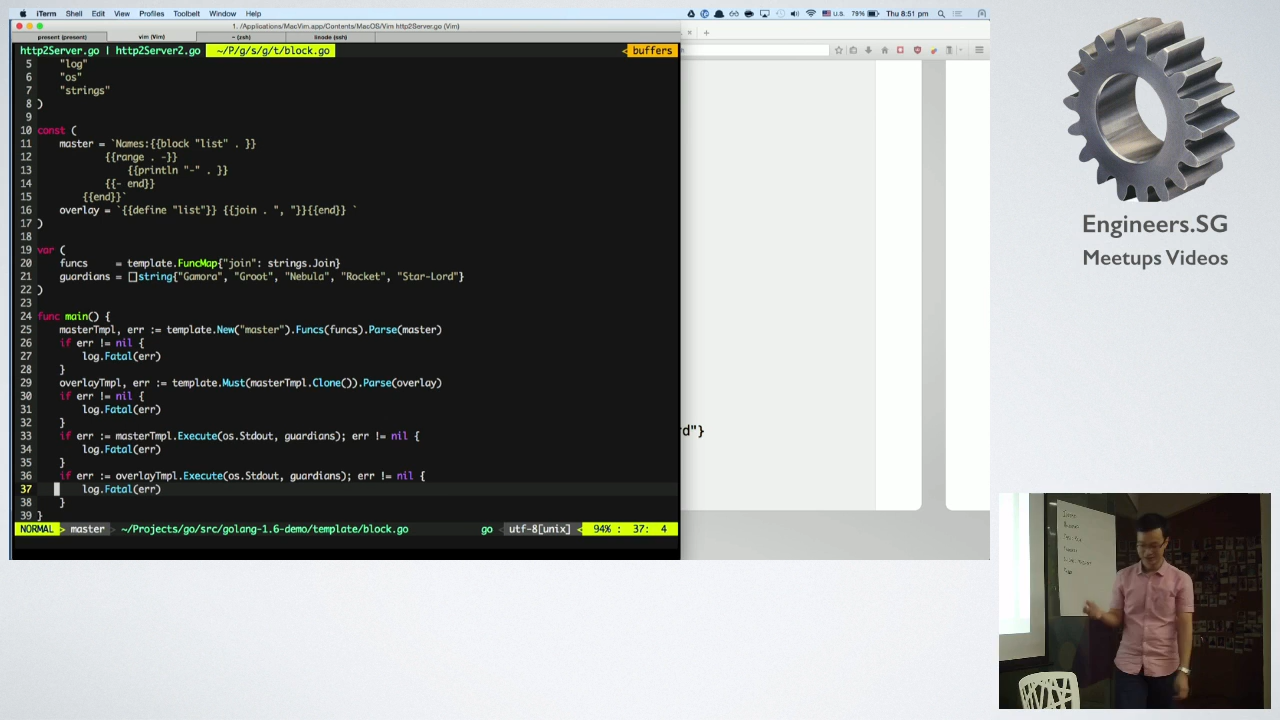 iTerm Shell Edit View Profiles Toolbelt Window Help U.S. 79% Thu 8:51 pm
1. /Applications/MacVim.app/Contents/MacOS/Vim http2Server.go (Vim)
present (present) vim (Vim) ~ (zsh) linode (ssh)
http2Server.go | http2Server2.go ~/P/g/s/g/t/block.go buffers
5 "log"
6 "os"
7 "strings"
8 )
9
10 const (
11 master = `Names:{{block "list" . }}
12 {{range . -}}
13 {{println "-" . }}
14 {{- end}}
15 {{end}}`
16 overlay = `{{define "list"}} {{join . ", "}}{{end}} `
17 )
18
19 var (
20 funcs = template.FuncMap{"join": strings.Join}
21 guardians = []string{"Gamora", "Groot", "Nebula", "Rocket", "Star-Lord"}
22 )
23
24 func main() {
25 masterTmpl, err := template.New("master").Funcs(funcs).Parse(master)
26 if err != nil {
27 log.Fatal(err)
28 }
29 overlayTmpl, err := template.Must(masterTmpl.Clone()).Parse(overlay)
30 if err != nil {
31 log.Fatal(err)
32 }
33 if err := masterTmpl.Execute(os.Stdout, guardians); err != nil {
34 log.Fatal(err)
35 }
36 if err := overlayTmpl.Execute(os.Stdout, guardians); err != nil {
37 log.Fatal(err)
38 }
39 }
NORMAL master ~/Projects/go/src/golang-1.6-demo/template/block.go go utf-8[unix] 94% : 37: 4
rd"}
Engineers.SG
Meetups Videos